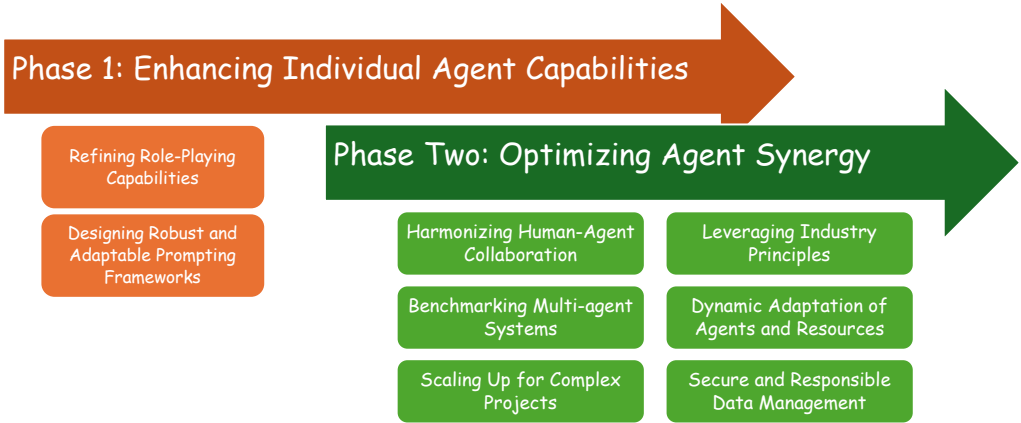 Phase 1: Enhancing Individual Agent Capabilities
Refining Role-Playing
Capabilities
Designing Robust and
Adaptable Prompting
Frameworks
Phase Two: Optimizing Agent Synergy
Harmonizing Human-Agent
Collaboration
Leveraging Industry
Principles
Benchmarking Multi-agent
Systems
Dynamic Adaptation of
Agents and Resources
Scaling Up for Complex
Projects
Secure and Responsible
Data Management